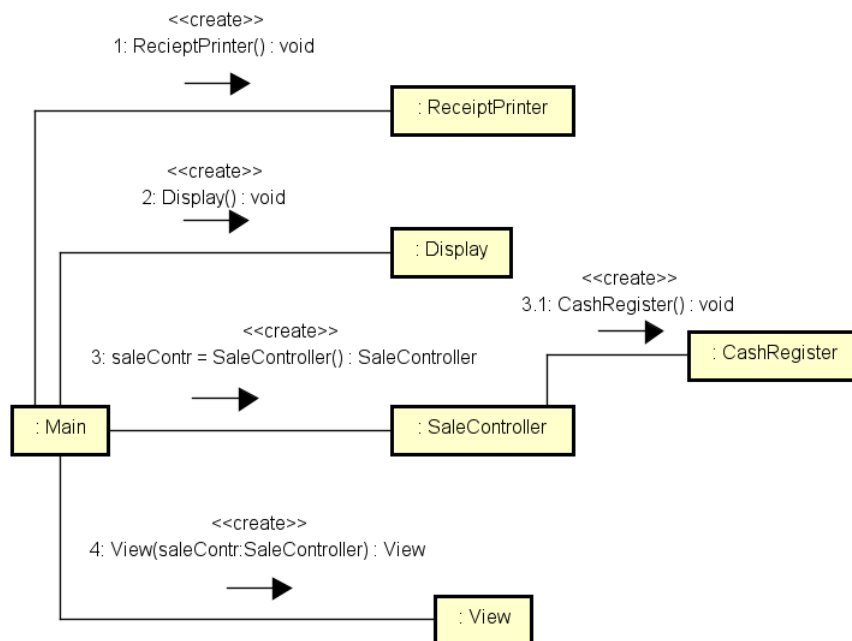 <<create>>
1: RecieptPrinter() : void
: ReceiptPrinter
<<create>>
2: Display() : void
: Display
<<create>>
3.1: CashRegister() : void
: CashRegister
<<create>>
3: saleContr = SaleController() : SaleController
: Main
: SaleController
<<create>>
4: View(saleContr:SaleController) : View
: View